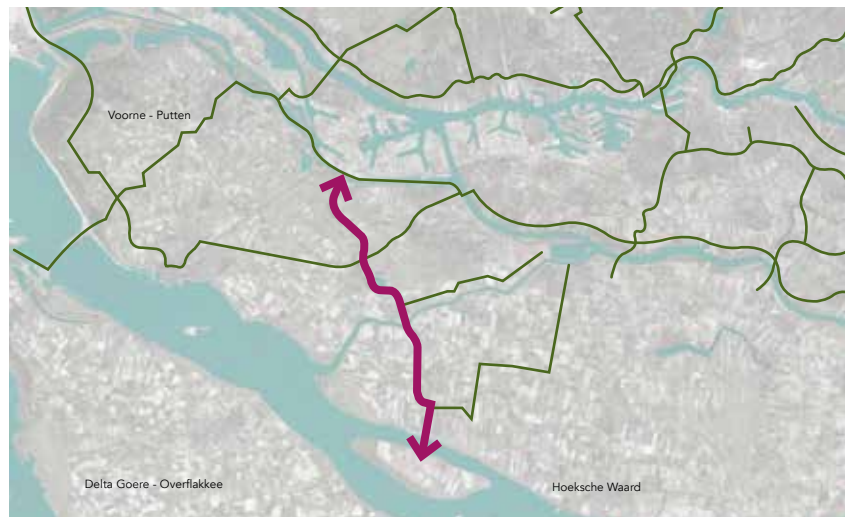 Voorne - Putten
Delta Goere - Overflakkee
Hoeksche Waard